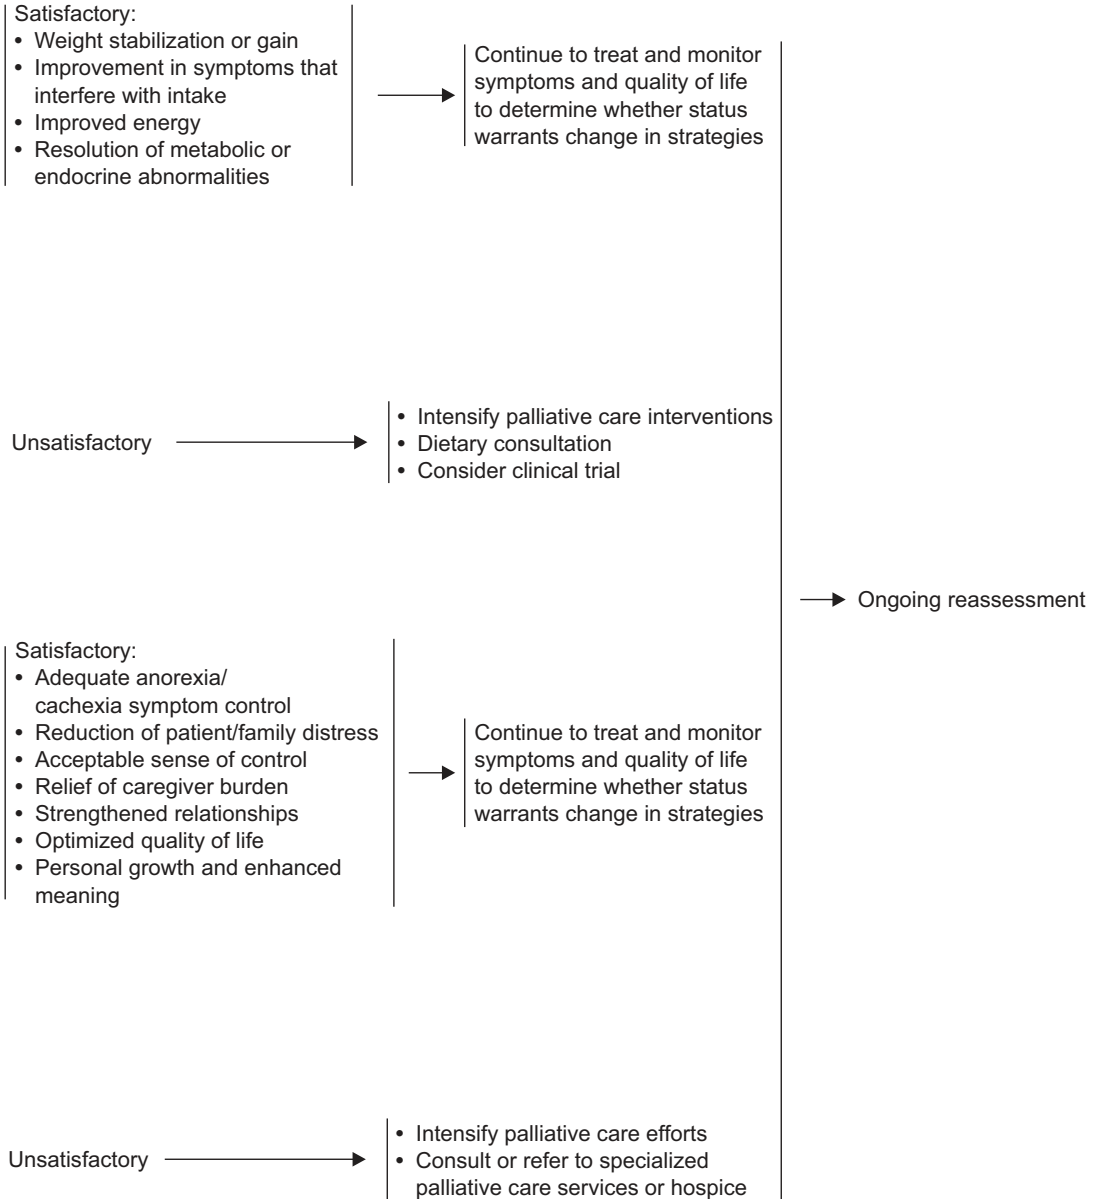 Satisfactory:
• Weight stabilization or gain
• Improvement in symptoms that
interfere with intake
• Improved energy
• Resolution of metabolic or
endocrine abnormalities
Continue to treat and monitor
symptoms and quality of life
to determine whether status
warrants change in strategies
Unsatisfactory
• Intensify palliative care interventions
• Dietary consultation
• Consider clinical trial
Ongoing reassessment
Satisfactory:
• Adequate anorexia/
cachexia symptom control
• Reduction of patient/family distress
• Acceptable sense of control
• Relief of caregiver burden
• Strengthened relationships
• Optimized quality of life
• Personal growth and enhanced
meaning
Continue to treat and monitor
symptoms and quality of life
to determine whether status
warrants change in strategies
Unsatisfactory
• Intensify palliative care efforts
• Consult or refer to specialized
palliative care services or hospice